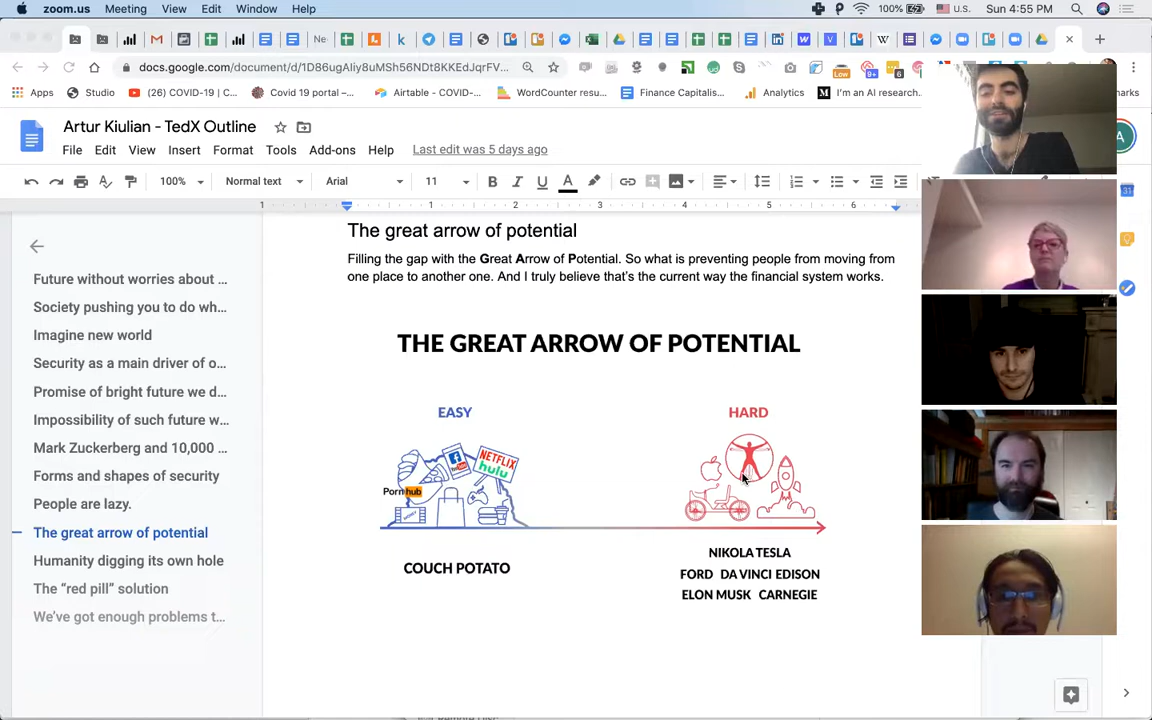 zoom.us Meeting View Edit Window Help
100% U.S. Sun 4:55 PM
docs.google.com/document/d/1D86ugAIiy8uMSh56NDt8KKEdJqrFV...
Apps Studio (26) COVID-19 | C... Covid 19 portal –... Airtable - COVID-... WordCounter resu... Finance Capitalis... Analytics I'm an AI research.
Artur Kiulian - TedX Outline
File Edit View Insert Format Tools Add-ons Help Last edit was 5 days ago
100% Normal text Arial 11 B I U A
1 1 2 3 4 5 6
The great arrow of potential
Filling the gap with the Great Arrow of Potential. So what is preventing people from moving from
one place to another one. And I truly believe that's the current way the financial system works.
Future without worries about ...
Society pushing you to do wh...
Imagine new world
Security as a main driver of o...
Promise of bright future we d...
Impossibility of such future w...
Mark Zuckerberg and 10,000 ...
Forms and shapes of security
People are lazy.
The great arrow of potential
Humanity digging its own hole
The “red pill” solution
We've got enough problems t...
THE GREAT ARROW OF POTENTIAL
EASY
HARD
NETFLIX
hulu
Pornhub
COUCH POTATO
NIKOLA TESLA
FORD DA VINCI EDISON
ELON MUSK CARNEGIE